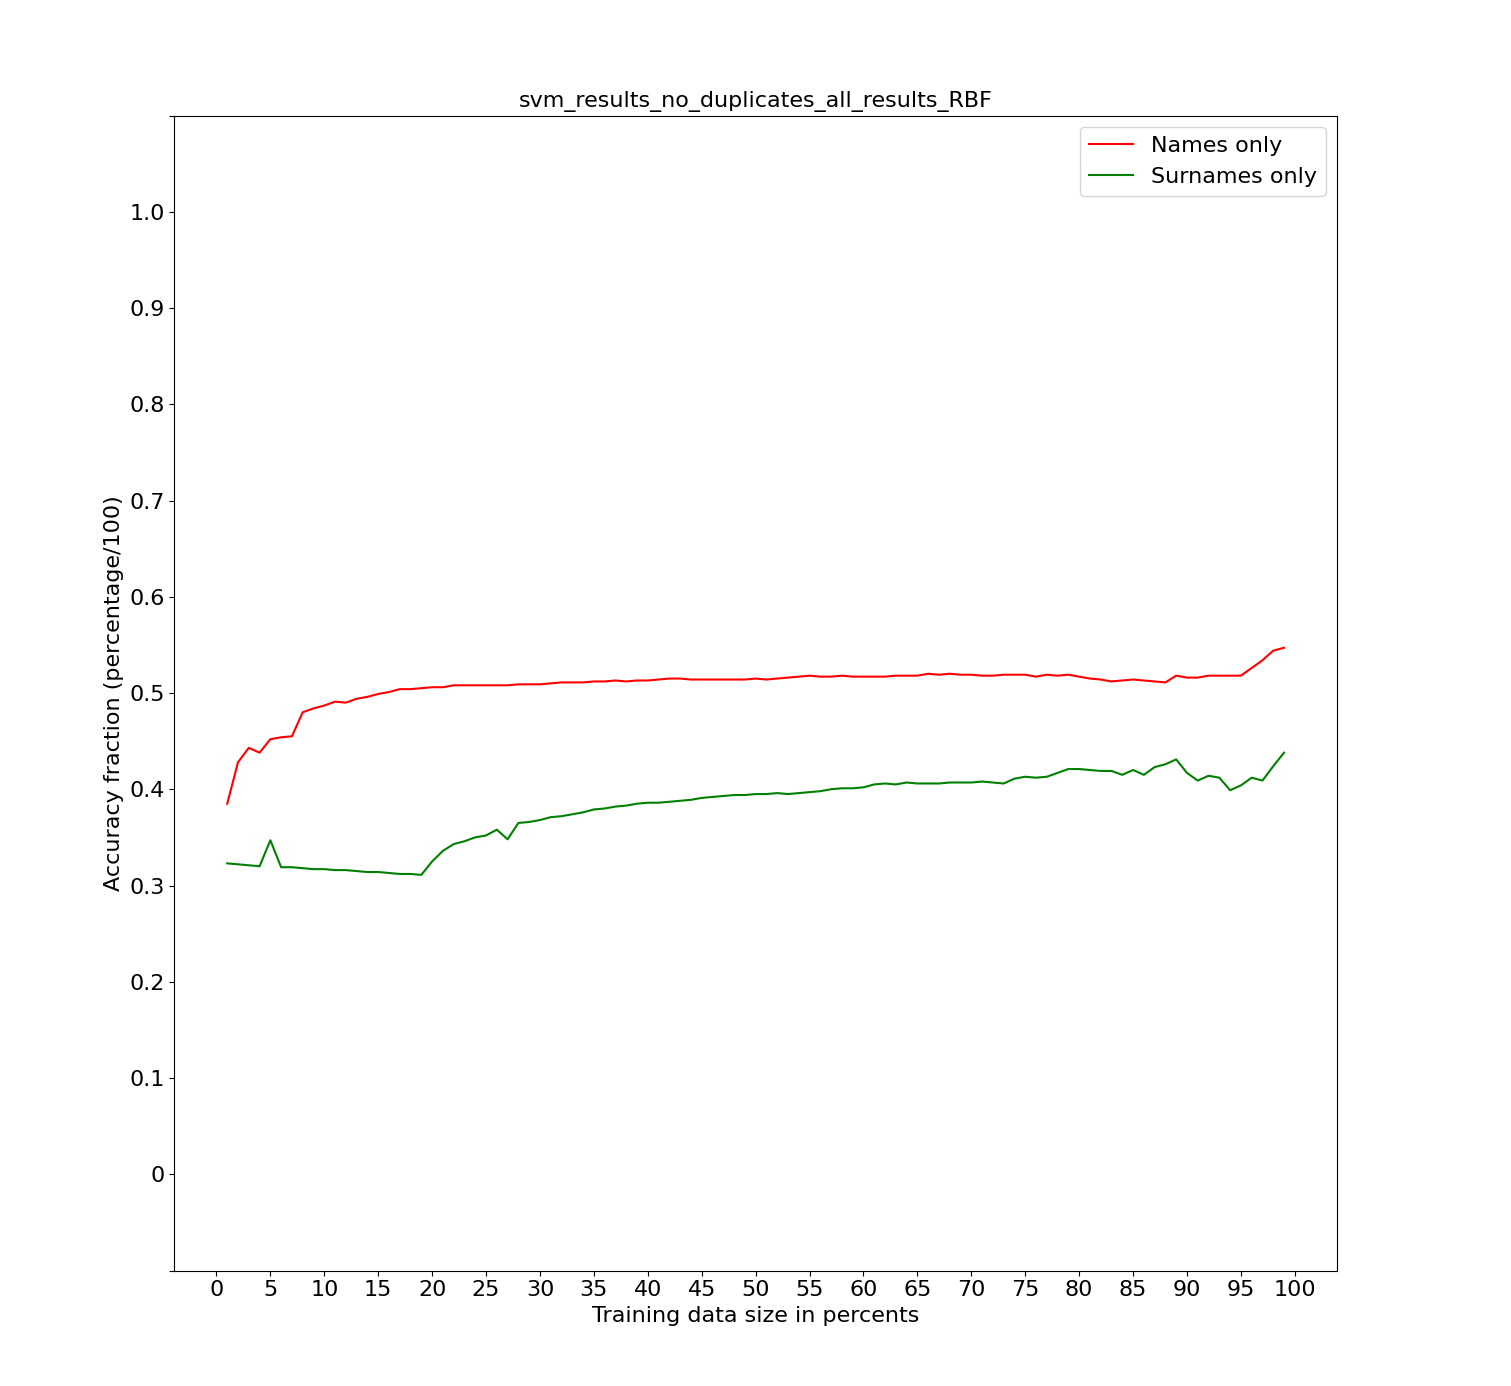 svm_results_no_duplicates_all_results_RBF
Names only
Surnames only
1.0
0.9
0.8
0.7
0.6
0.5
0.4
0.3
0.2
0.1
0
Accuracy fraction (percentage/100)
0 5 10 15 20 25 30 35 40 45 50 55 60 65 70 75 80 85 90 95 100
Training data size in percents